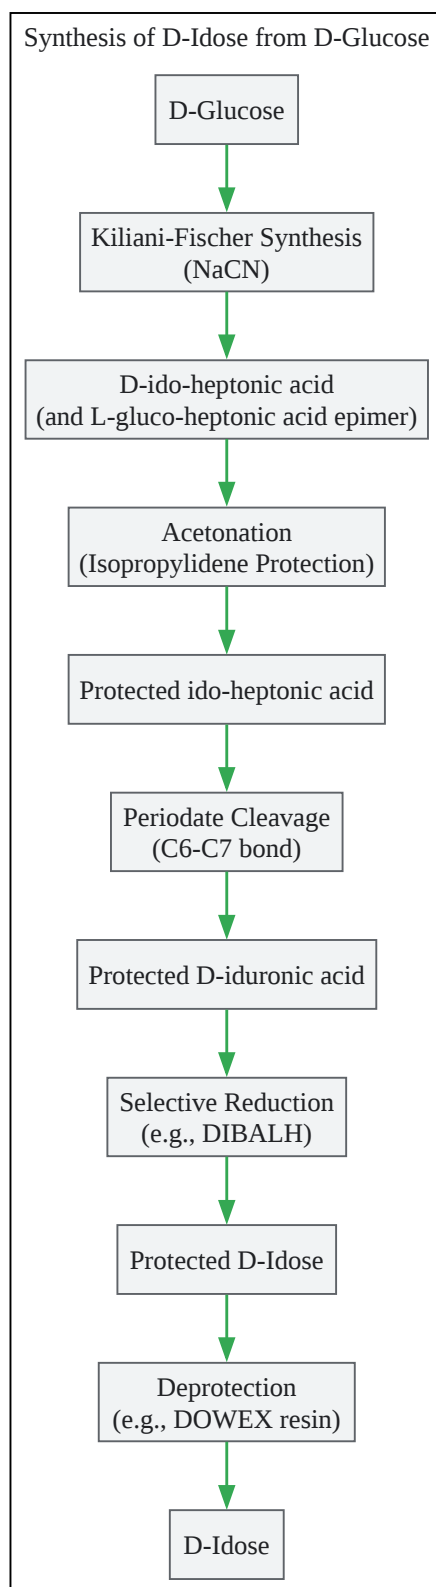 Synthesis of D-Idose from D-Glucose
D-Glucose
Kiliani-Fischer Synthesis
(NaCN)
D-ido-heptonic acid
(and L-gluco-heptonic acid epimer)
Acetonation
(Isopropylidene Protection)
Protected ido-heptonic acid
Periodate Cleavage
(C6-C7 bond)
Protected D-iduronic acid
Selective Reduction
(e.g., DIBALH)
Protected D-Idose
Deprotection
(e.g., DOWEX resin)
D-Idose